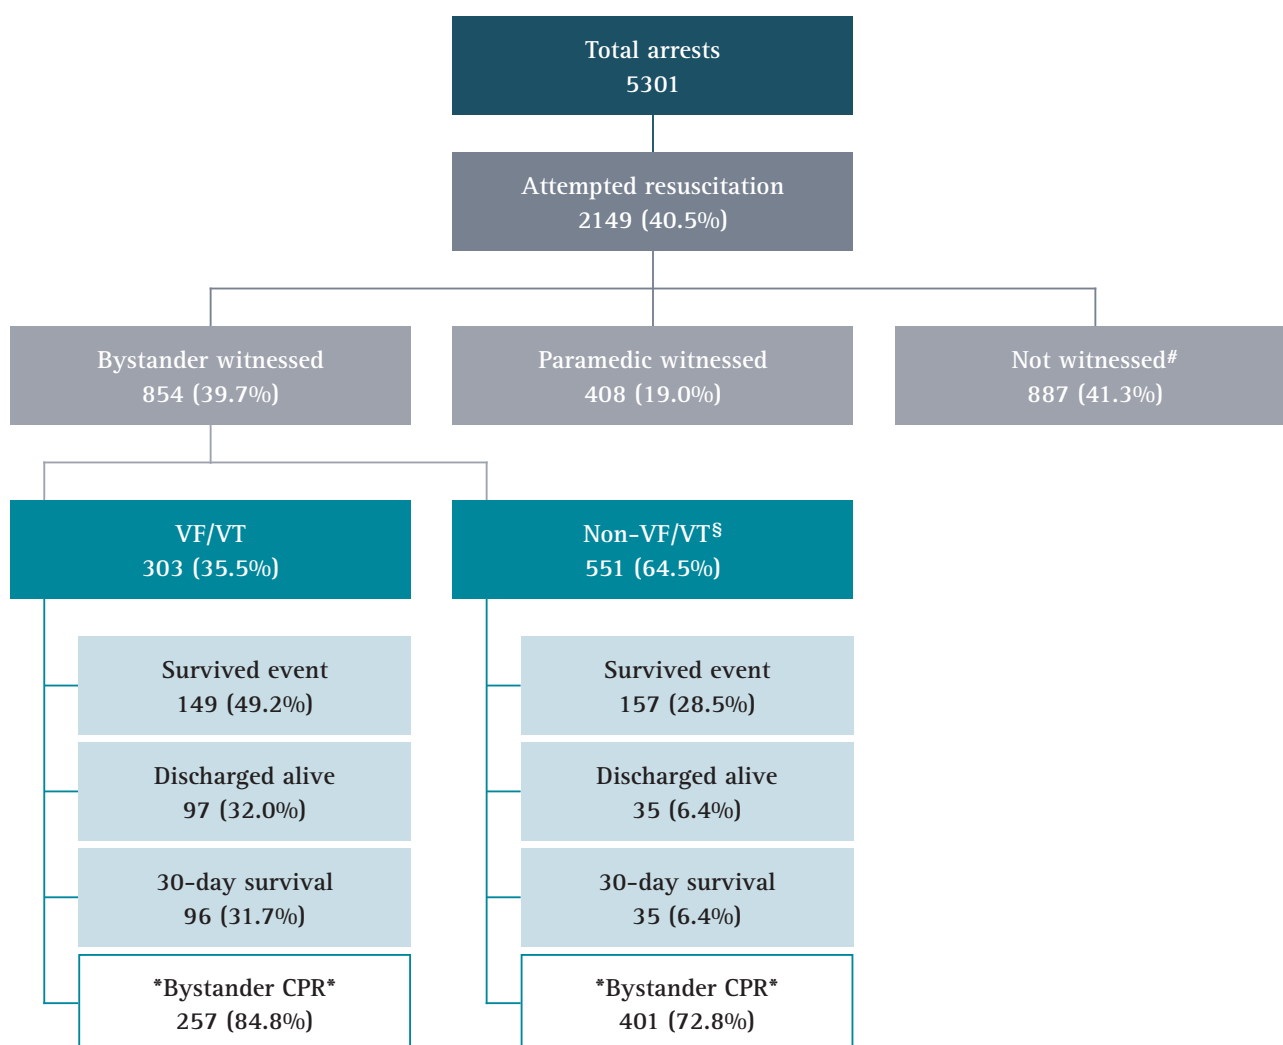 Total arrests
5301
Attempted resuscitation
2149 (40.5%)
Bystander witnessed
854 (39.7%)
Paramedic witnessed
408 (19.0%)
Not witnessed#
887 (41.3%)
VF/VT
303 (35.5%)
Non-VF/VT§
551 (64.5%)
Survived event
149 (49.2%)
Discharged alive
97 (32.0%)
30-day survival
96 (31.7%)
*Bystander CPR*
257 (84.8%)
Survived event
157 (28.5%)
Discharged alive
35 (6.4%)
30-day survival
35 (6.4%)
*Bystander CPR*
401 (72.8%)